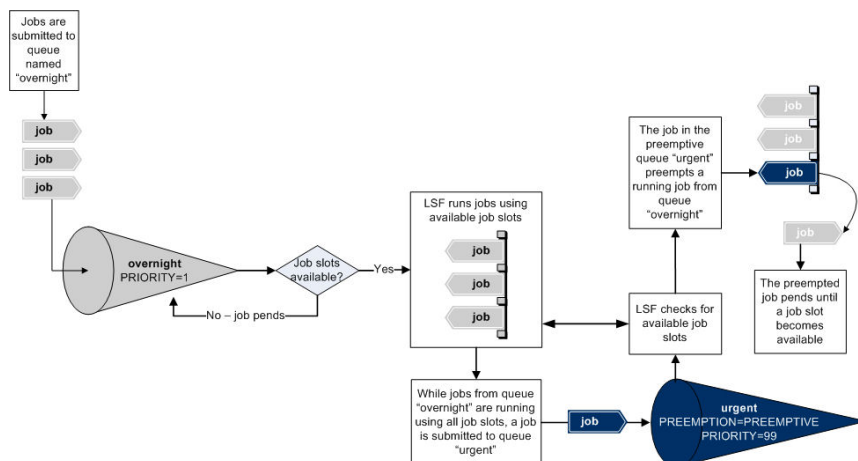 Jobs are
submitted to
queue
named
“overnight”
job
job
job
overnight
PRIORITY=1
Job slots
available?
Yes
No – job pends
LSF runs jobs using
available job slots
job
job
job
While jobs from queue
“overnight” are running
using all job slots, a job
is submitted to queue
“urgent”
job
urgent
PREEMPTION=PREEMPTIVE
PRIORITY=99
LSF checks for
available job
slots
The job in the
preemptive
queue “urgent”
preempts a
running job from
queue
“overnight”
job
job
job
job
The preempted
job pends until
a job slot
becomes
available